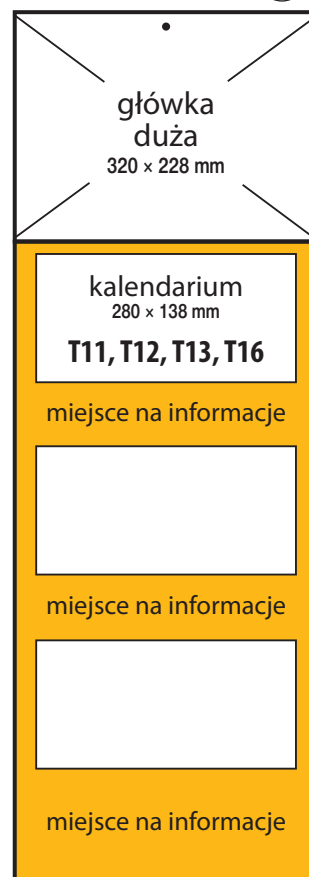 główka
duża
320 × 228 mm
kalendarium
280 × 138 mm
T11, T12, T13, T16
miejsce na informacje
miejsce na informacje
miejsce na informacje